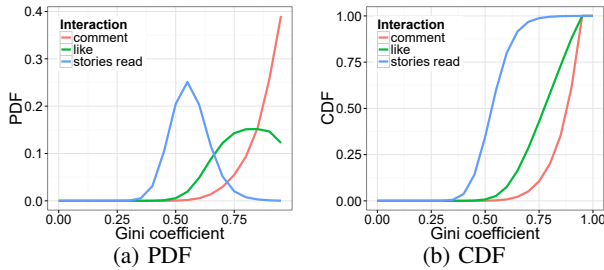 Interaction
comment
like
stories read
0.4
0.3
0.2
0.1
0.0
PDF
0.00 0.25 0.50 0.75
Gini coefficient
(a) PDF
Interaction
comment
like
stories read
1.00
0.75
0.50
0.25
0.00
CDF
0.00 0.25 0.50 0.75 1.00
Gini coefficient
(b) CDF